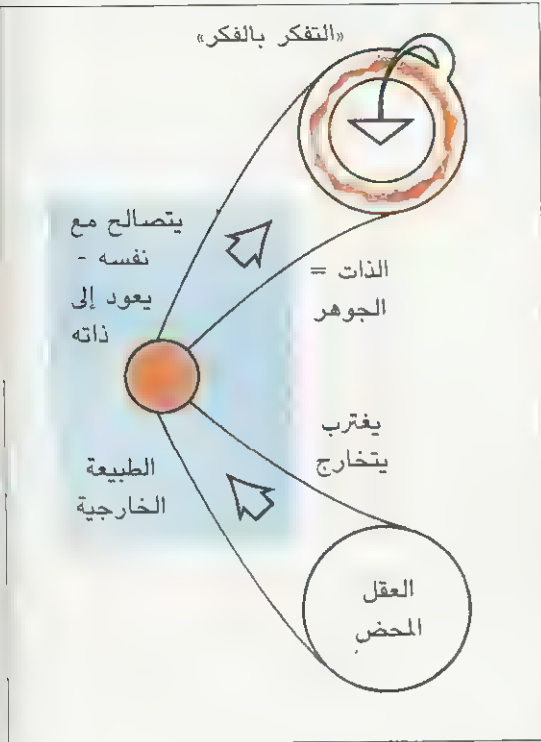 «التفكر بالفكر»
يتصالح مع
نفسه -
يعود إلى
ذاته
الذات =
الجوهر
يغترب
يتخارج
الطبيعة
الخارجية
العقل
المحض